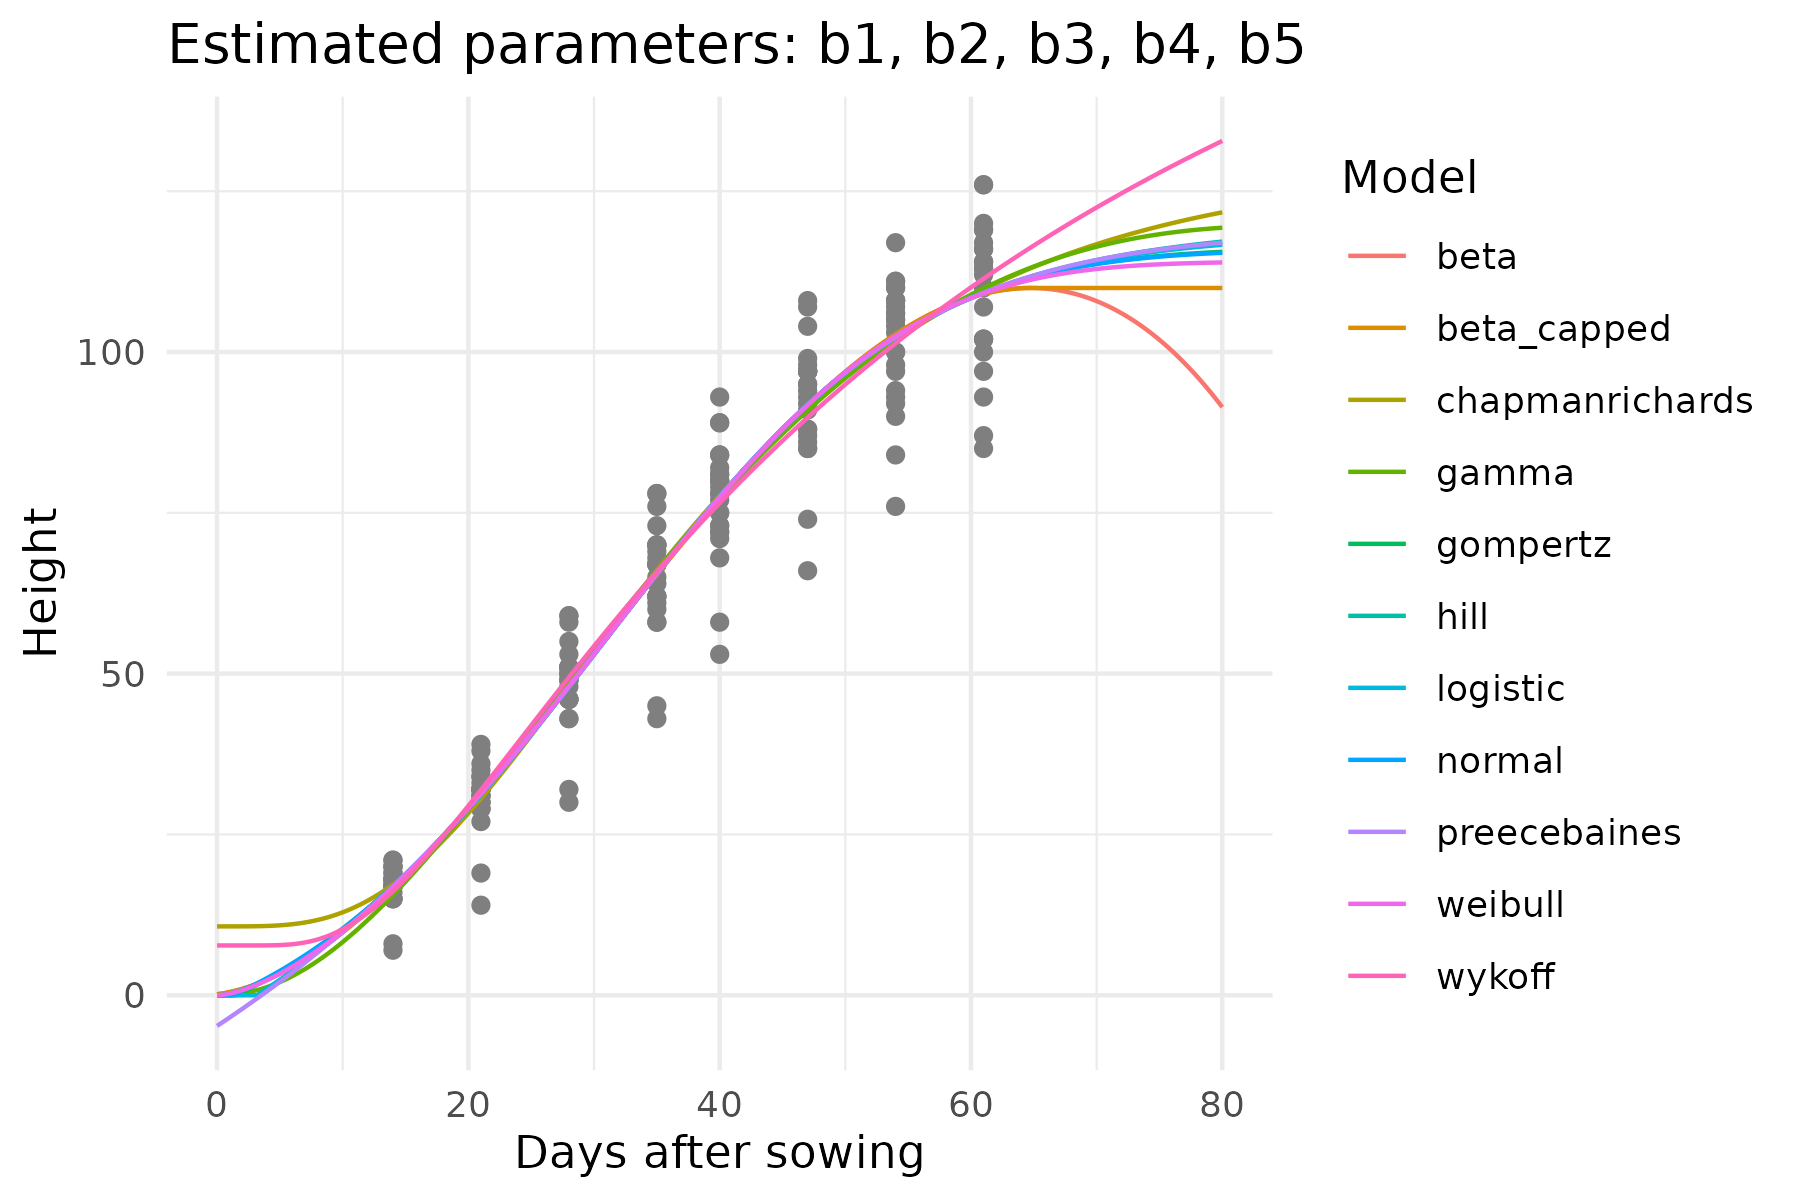 Estimated parameters: b1, b2, b3, b4, b5
Height
100
50
0
0 20 40 60 80
Days after sowing
Model
beta
beta_capped
chapmanrichards
gamma
gompertz
hill
logistic
normal
preecebaines
weibull
wykoff